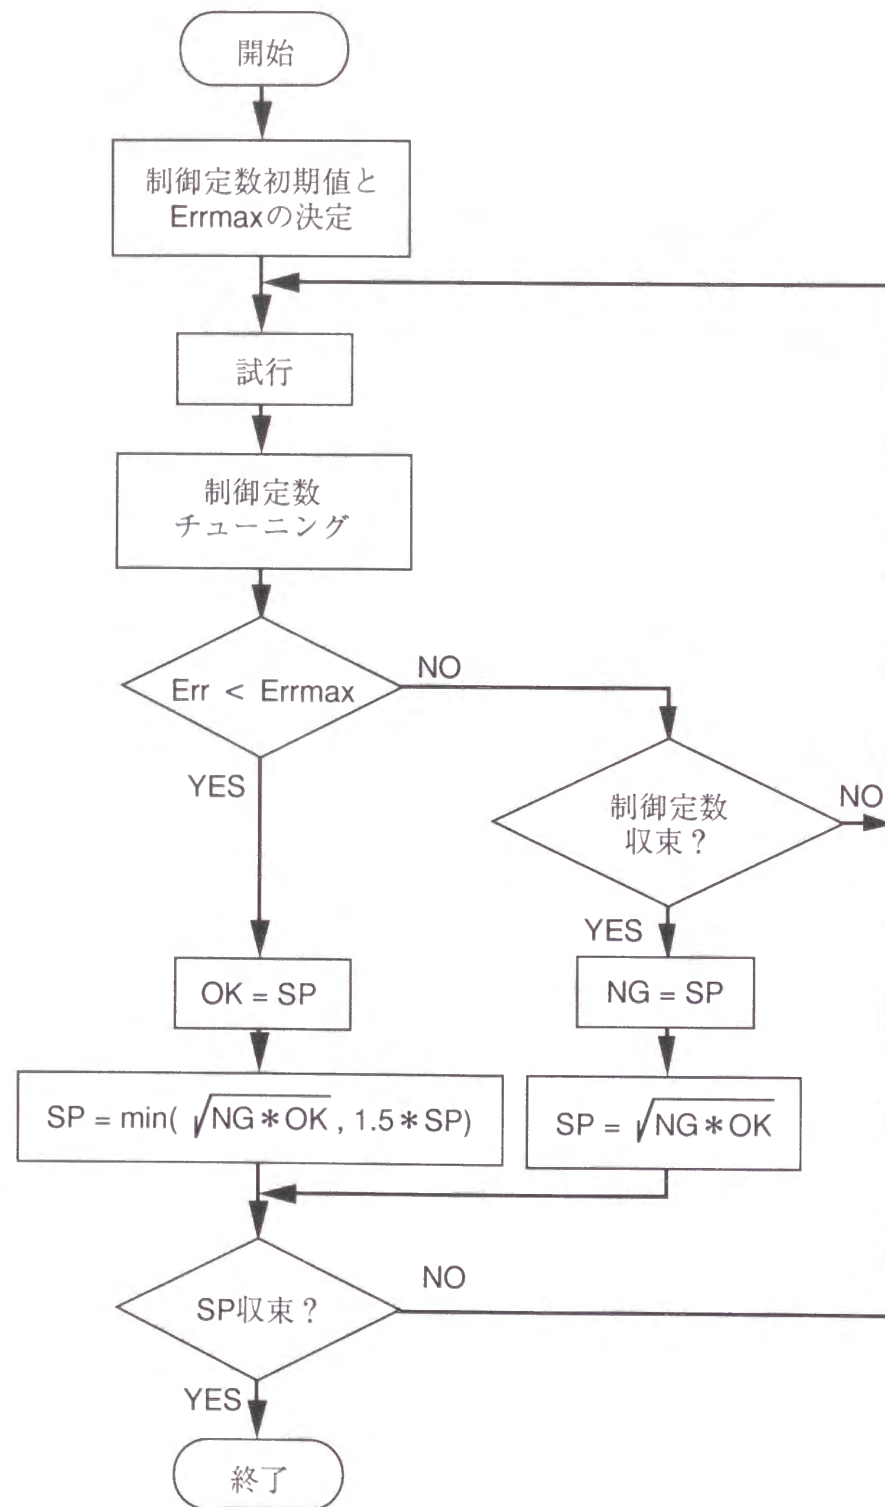 開始
制御定数初期値と
Errmaxの決定
試行
制御定数
チューニング
Err < Errmax
NO
YES
制御定数
収束？
NO
YES
OK = SP
NG = SP
SP = min( √NG＊OK , 1.5＊SP)
SP = √NG＊OK
SP収束？
NO
YES
終了